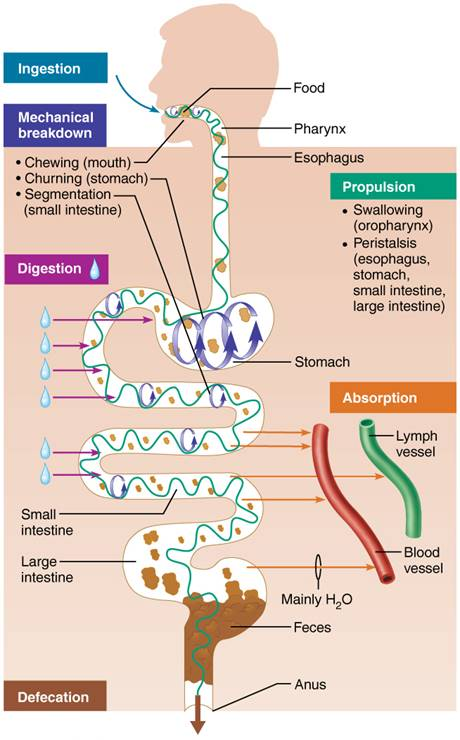 Ingestion
Food
Mechanical
breakdown
Pharynx
• Chewing (mouth)
• Churning (stomach)
• Segmentation
(small intestine)
Esophagus
Propulsion
• Swallowing
(oropharynx)
• Peristalsis
(esophagus,
stomach,
small intestine,
large intestine)
Digestion
Stomach
Absorption
Lymph
vessel
Small
intestine
Blood
vessel
Large
intestine
Mainly H₂O
Feces
Defecation
Anus